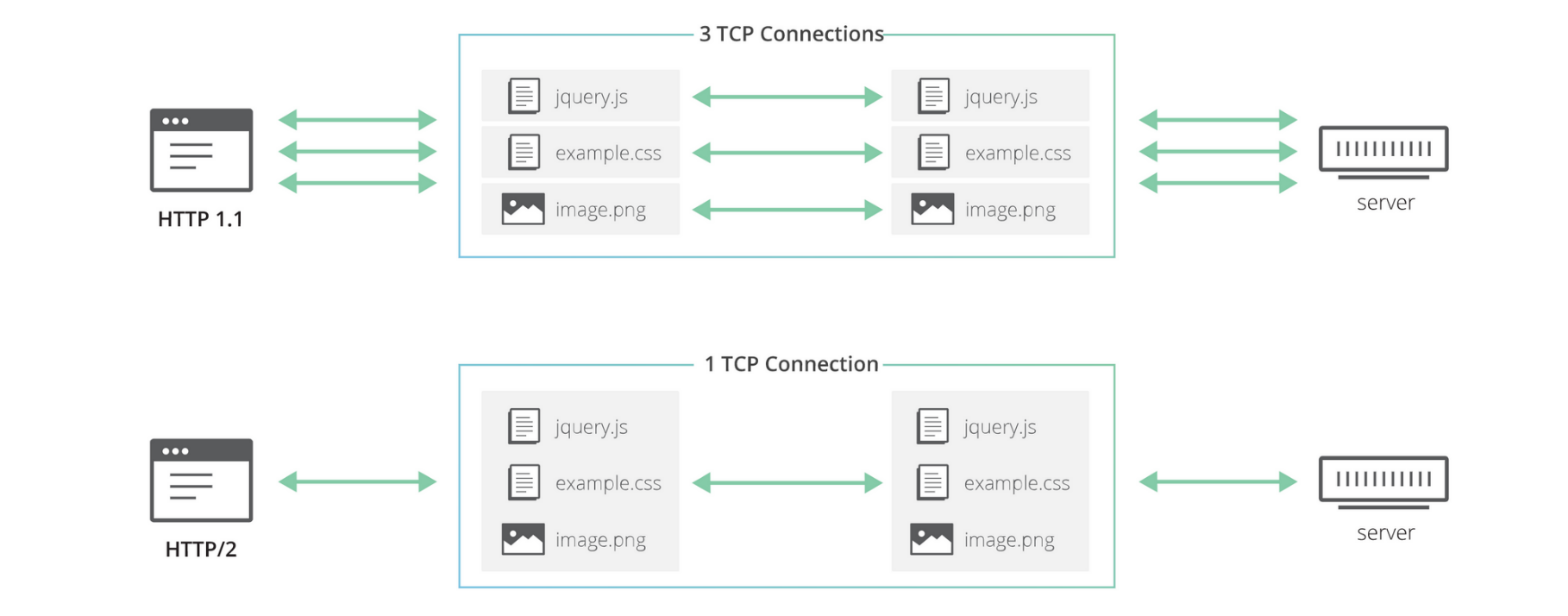 3 TCP Connections
jquery.js
jquery.js
example.css
example.css
image.png
image.png
HTTP 1.1
server
1 TCP Connection
jquery.js
jquery.js
example.css
example.css
image.png
image.png
HTTP/2
server